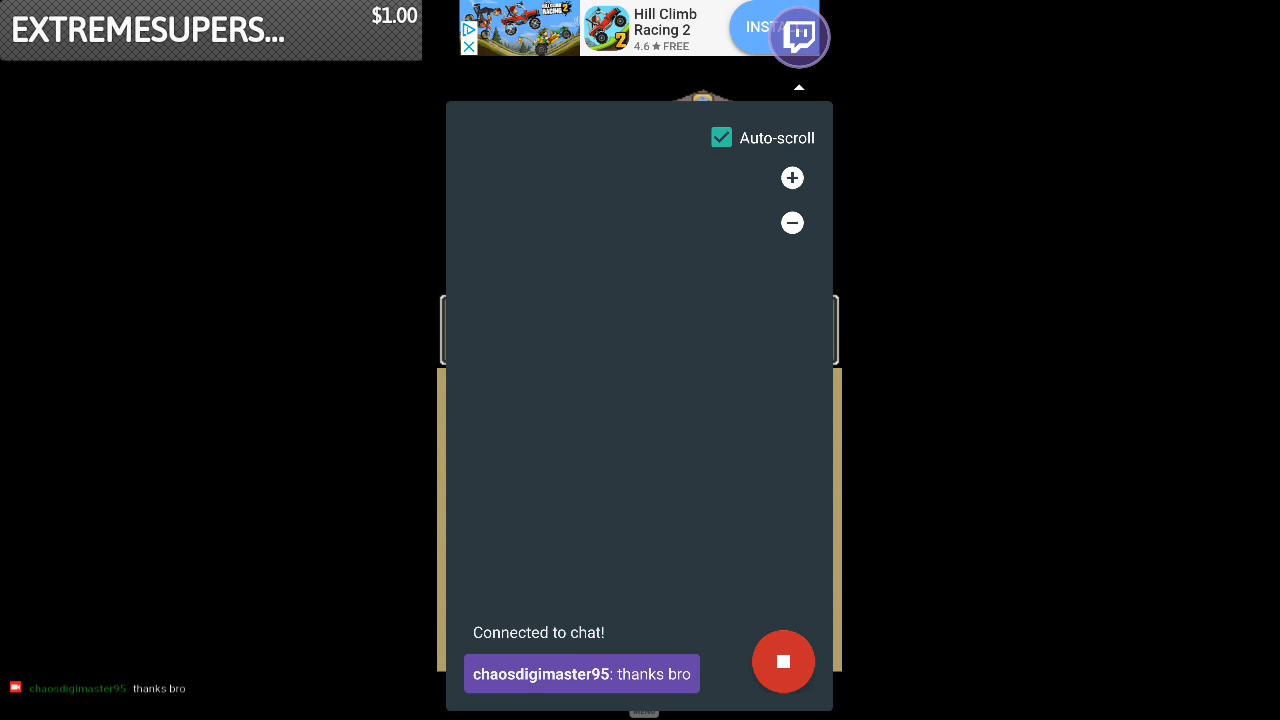 EXTREMESUPERS...
$1.00
Hill Climb
Racing 2
4.6 ★ FREE
Auto-scroll
Connected to chat!
chaosdigimaster95: thanks bro
chaosdigimaster95 thanks bro
MENU